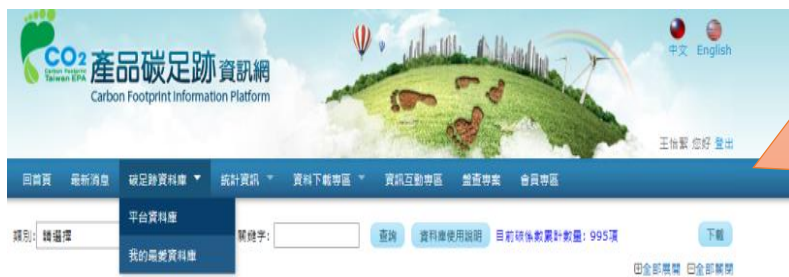 中文 English
CO2 產品碳足跡資訊網
Carbon Footprint
Taiwan EPA
Carbon Footprint Information Platform
您好 登出
回首頁 最新消息 碳足跡資料庫 統計資訊 資料下載專區 資訊互動專區 盤查專案 會員專區
平台資料庫
我的最愛資料庫
類別: 請選擇 關鍵字: 查詢 資料庫使用說明 目前碳係數累計數量: 995項 下載
全部展開 全部關閉